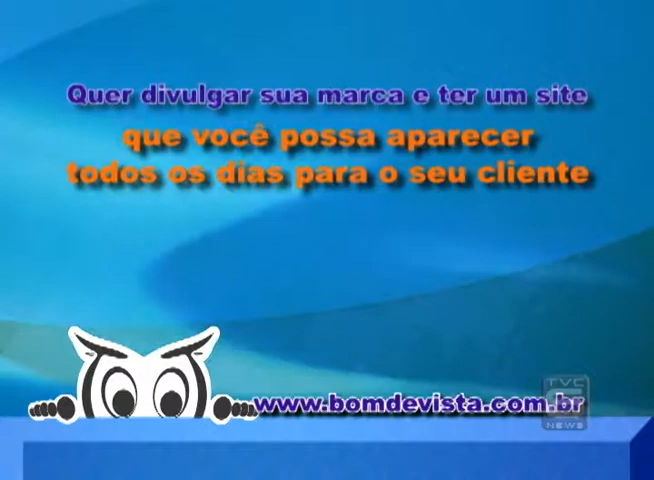 Quer divulgar sua marca e ter um site
que você possa aparecer
todos os dias para o seu cliente
www.bomdevista.com.br
TVC
NEWS